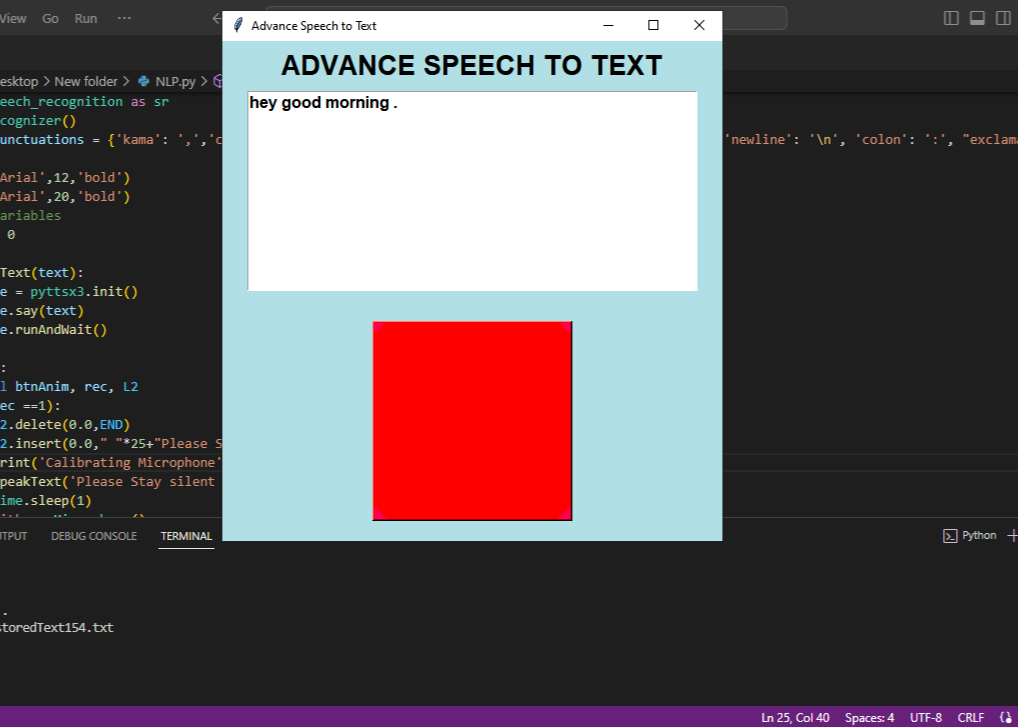 View Go Run ···
Advance Speech to Text
esktop > New folder > NLP.py >
ADVANCE SPEECH TO TEXT
hey good morning .
eech_recognition as sr
cognizer()
unctuations = {'kama': ',','c
'newline': '\n', 'colon': ':', "exclama
Arial',12,'bold')
Arial',20,'bold')
ariables
0
Text(text):
e = pyttsx3.init()
e.say(text)
e.runAndWait()
:
l btnAnim, rec, L2
ec ==1):
2.delete(0.0,END)
2.insert(0.0," "*25+"Please S
rint('Calibrating Microphone'
peakText('Please Stay silent
ime.sleep(1)
UTPUT DEBUG CONSOLE TERMINAL
Python
.
toredText154.txt
Ln 25, Col 40 Spaces: 4 UTF-8 CRLF {}